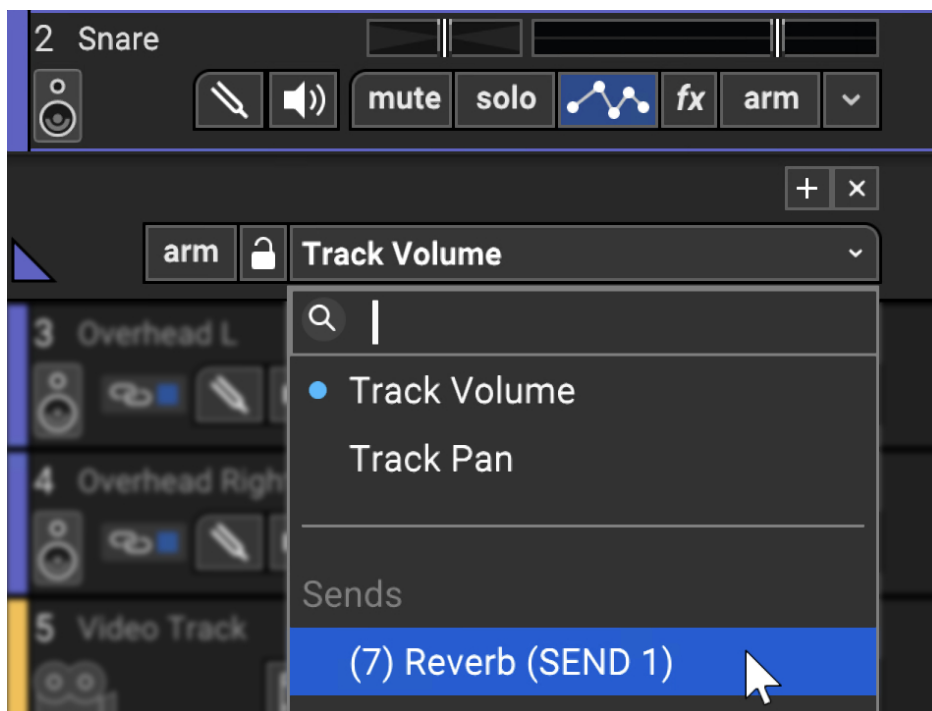 2 Snare
mute solo fx arm
arm Track Volume
3 Overhead L
Track Volume
Track Pan
4 Overhead Righ
Sends
5 Video Track
(7) Reverb (SEND 1)